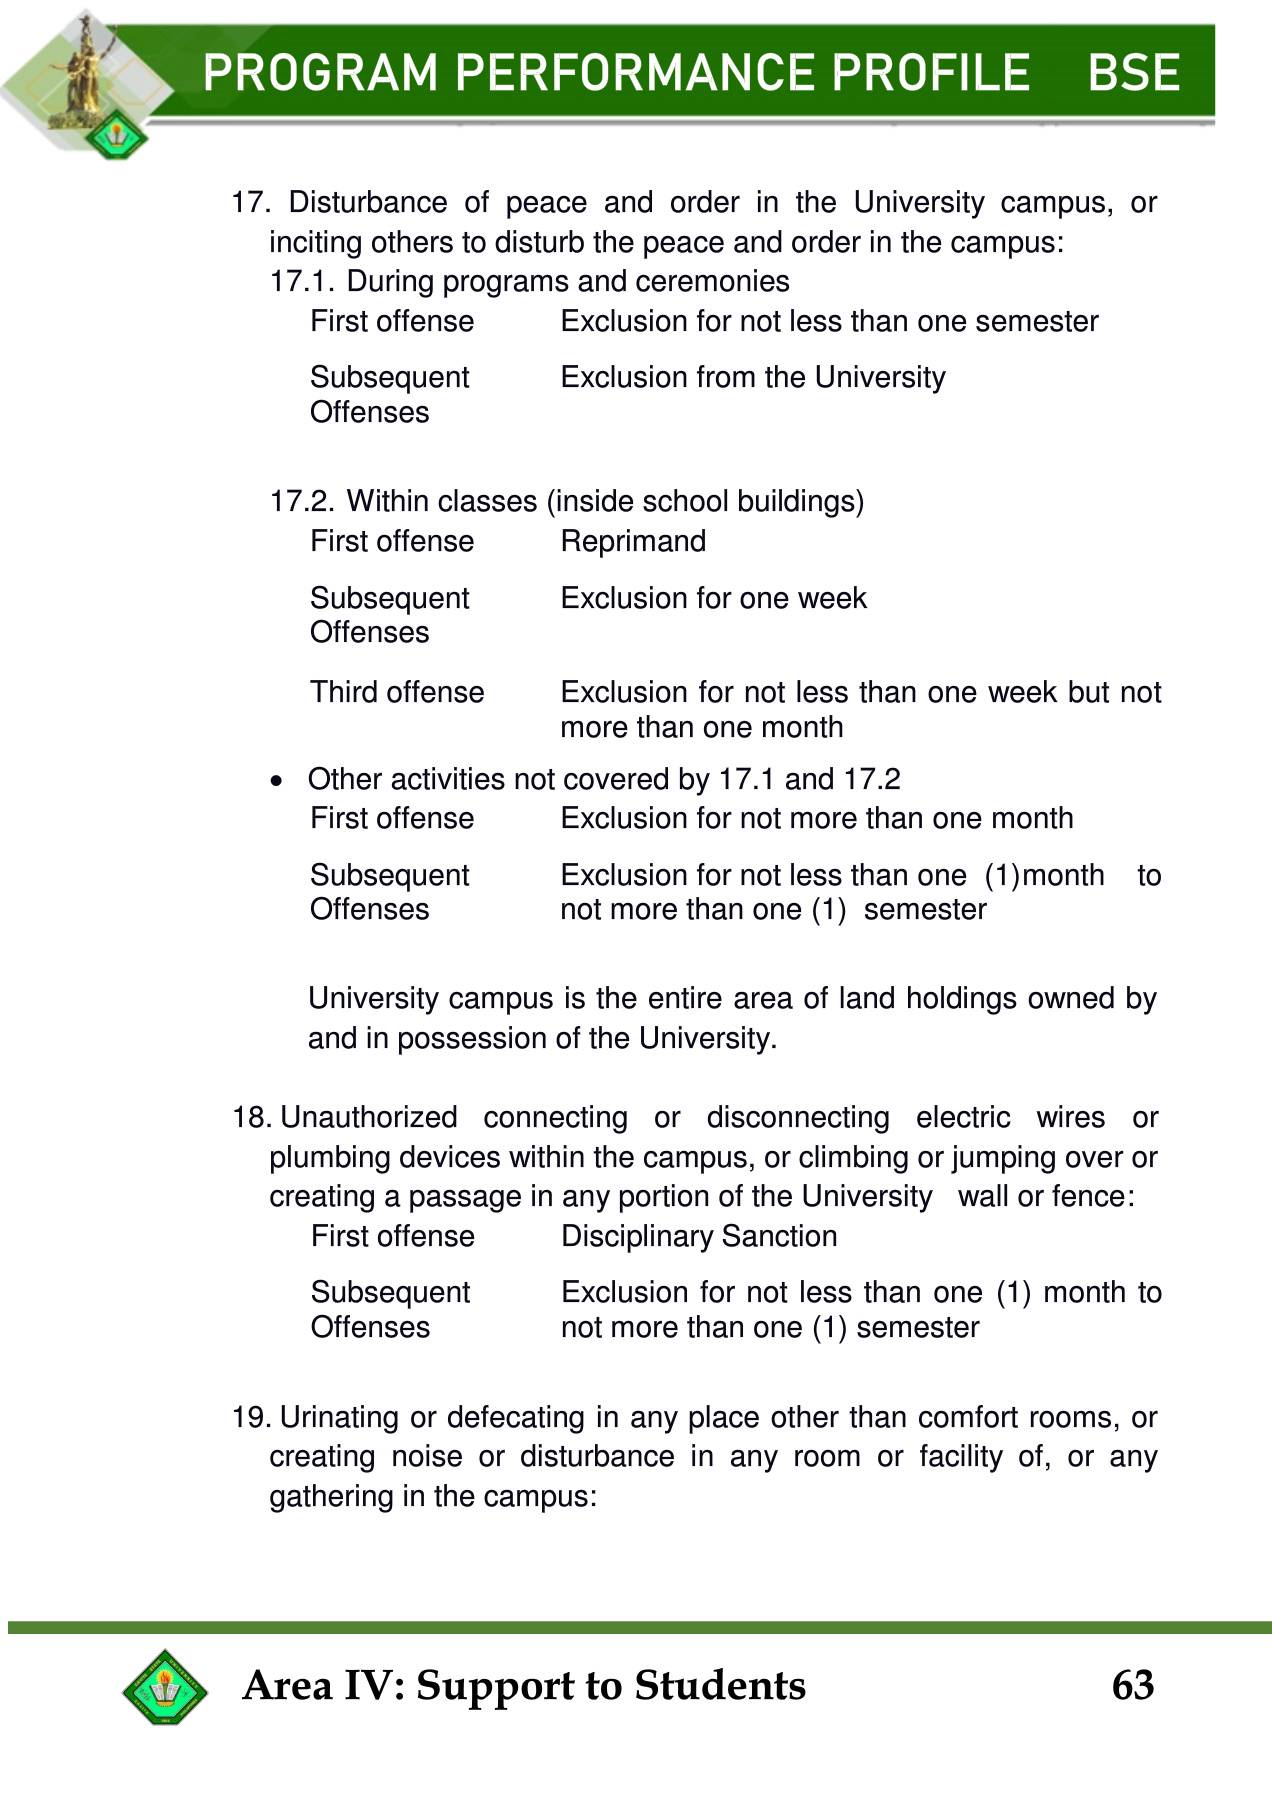 PROGRAM PERFORMANCE PROFILE BSE
17. Disturbance of peace and order in the University campus, or
inciting others to disturb the peace and order in the campus:
17.1. During programs and ceremonies
First offense Exclusion for not less than one semester
Subsequent Exclusion from the University
Offenses
17.2. Within classes (inside school buildings)
First offense Reprimand
Subsequent Exclusion for one week
Offenses
Third offense Exclusion for not less than one week but not
more than one month
• Other activities not covered by 17.1 and 17.2
First offense Exclusion for not more than one month
Subsequent Exclusion for not less than one (1)month to
Offenses not more than one (1) semester
University campus is the entire area of land holdings owned by
and in possession of the University.
18. Unauthorized connecting or disconnecting electric wires or
plumbing devices within the campus, or climbing or jumping over or
creating a passage in any portion of the University wall or fence:
First offense Disciplinary Sanction
Subsequent Exclusion for not less than one (1) month to
Offenses not more than one (1) semester
19. Urinating or defecating in any place other than comfort rooms, or
creating noise or disturbance in any room or facility of, or any
gathering in the campus:
Area IV: Support to Students 63